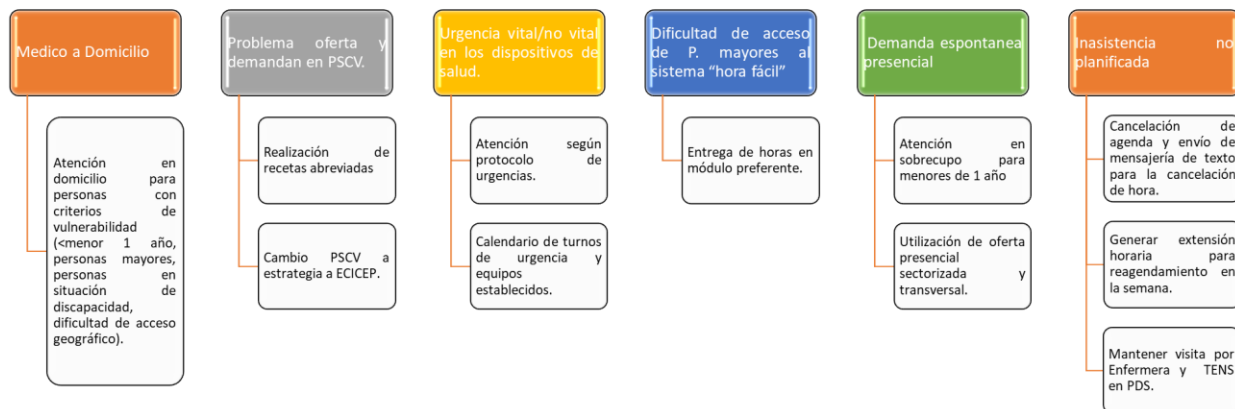 Medico a Domicilio
Atención en
domicilio para
personas con
criterios de
vulnerabilidad
(<menor 1 año,
personas mayores,
personas en
situación de
discapacidad,
dificultad de acceso
geográfico).
Problema oferta y
demandan en PSCV.
Realización de
recetas abreviadas
Cambio PSCV a
estrategia a ECICEP.
Urgencia vital/no vital
en los dispositivos de
salud.
Atención según
protocolo de
urgencias.
Calendario de turnos
de urgencia y
equipos
establecidos.
Dificultad de acceso
de P. mayores al
sistema "hora fácil"
Entrega de horas en
módulo preferente.
Demanda espontanea
presencial
Atención en
sobrecupo para
menores de 1 año
Utilización de oferta
presencial
sectorizada y
transversal.
Inasistencia no
planificada
Cancelación de
agenda y envío de
mensajería de texto
para la cancelación
de hora.
Generar extensión
horaria para
reagendamiento en
la semana.
Mantener visita por
Enfermera y TENS
en PDS.